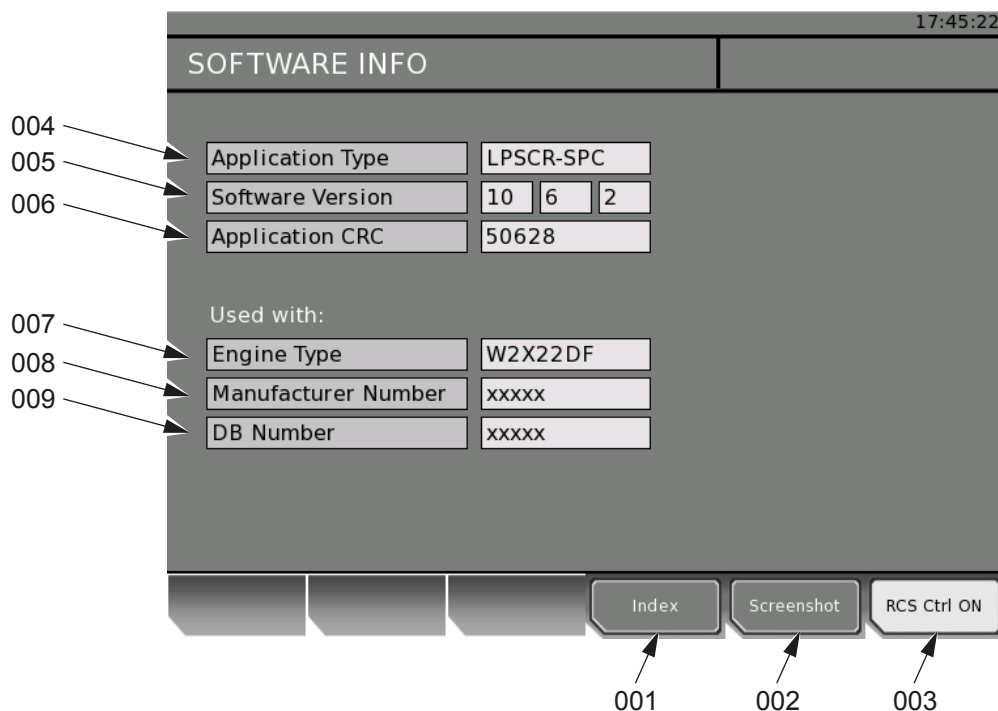 17:45:22
SOFTWARE INFO
004
Application Type LPSCR-SPC
005
Software Version 10 6 2
006
Application CRC 50628
Used with:
007
Engine Type W2X22DF
008
Manufacturer Number xxxxx
009
DB Number xxxxx
Index Screenshot RCS Ctrl ON
001 002 003